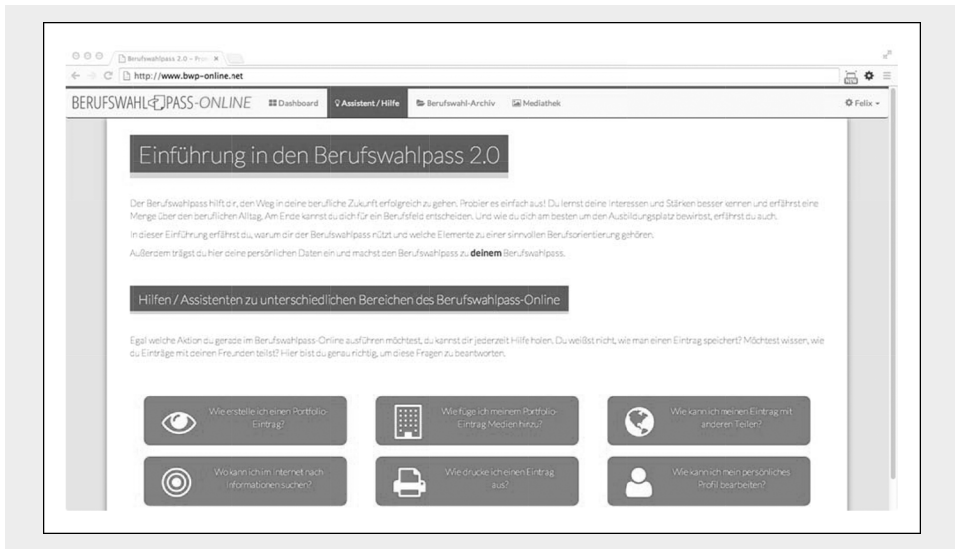 Berufswahlpass 2.0 – Pro
http://www.bwp-online.net
BERUFSWAHL PASS-ONLINE Dashboard Assistent / Hilfe Berufswahl-Archiv Mediathek Felix
Einführung in den Berufswahlpass 2.0
Der Berufswahlpass hilft dir, den Weg in deine berufliche Zukunft erfolgreich zu gehen. Probier es einfach aus! Du lernst deine Interessen und Stärken besser kennen und erfährst eine
Menge über den beruflichen Alltag. Am Ende kannst du dich für ein Berufsfeld entscheiden. Und wie du dich am besten um den Ausbildungsplatz bewirbst, erfährst du auch.
In dieser Einführung erfährst du, warum dir der Berufswahlpass nützt und welche Elemente zu einer sinnvollen Berufsorientierung gehören.
Außerdem trägst du hier deine persönlichen Daten ein und machst den Berufswahlpass zu deinem Berufswahlpass.
Hilfen / Assistenten zu unterschiedlichen Bereichen des Berufswahlpass-Online
Egal welche Aktion du gerade im Berufswahlpass-Online ausführen möchtest, du kannst dir jederzeit Hilfe holen. Du weißst nicht, wie man einen Eintrag speichert? Möchtest wissen, wie
du Einträge mit deinen Freunden teilst? Hier bist du genau richtig, um diese Fragen zu beantworten.
Wie erstelle ich einen Portfolio-
Eintrag?
Wie füge ich meinem Portfolio-
Eintrag Medien hinzu?
Wie kann ich meinen Eintrag mit
anderen Teilen?
Wo kann ich im Internet nach
Informationen suchen?
Wie drucke ich einen Eintrag
aus?
Wie kann ich mein persönliches
Profil bearbeiten?